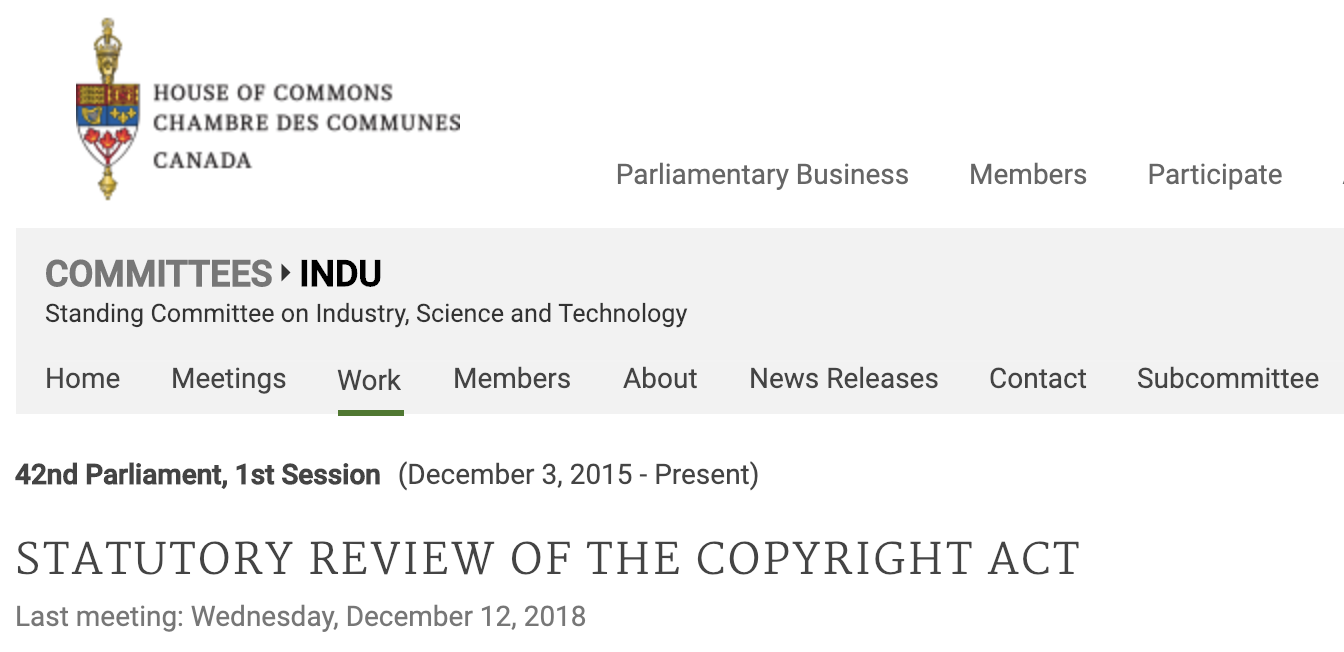 HOUSE OF COMMONS
CHAMBRE DES COMMUNES
CANADA
Parliamentary Business Members Participate
COMMITTEES INDU
Standing Committee on Industry, Science and Technology
Home Meetings Work Members About News Releases Contact Subcommittee
42nd Parliament, 1st Session (December 3, 2015 - Present)
STATUTORY REVIEW OF THE COPYRIGHT ACT
Last meeting: Wednesday, December 12, 2018